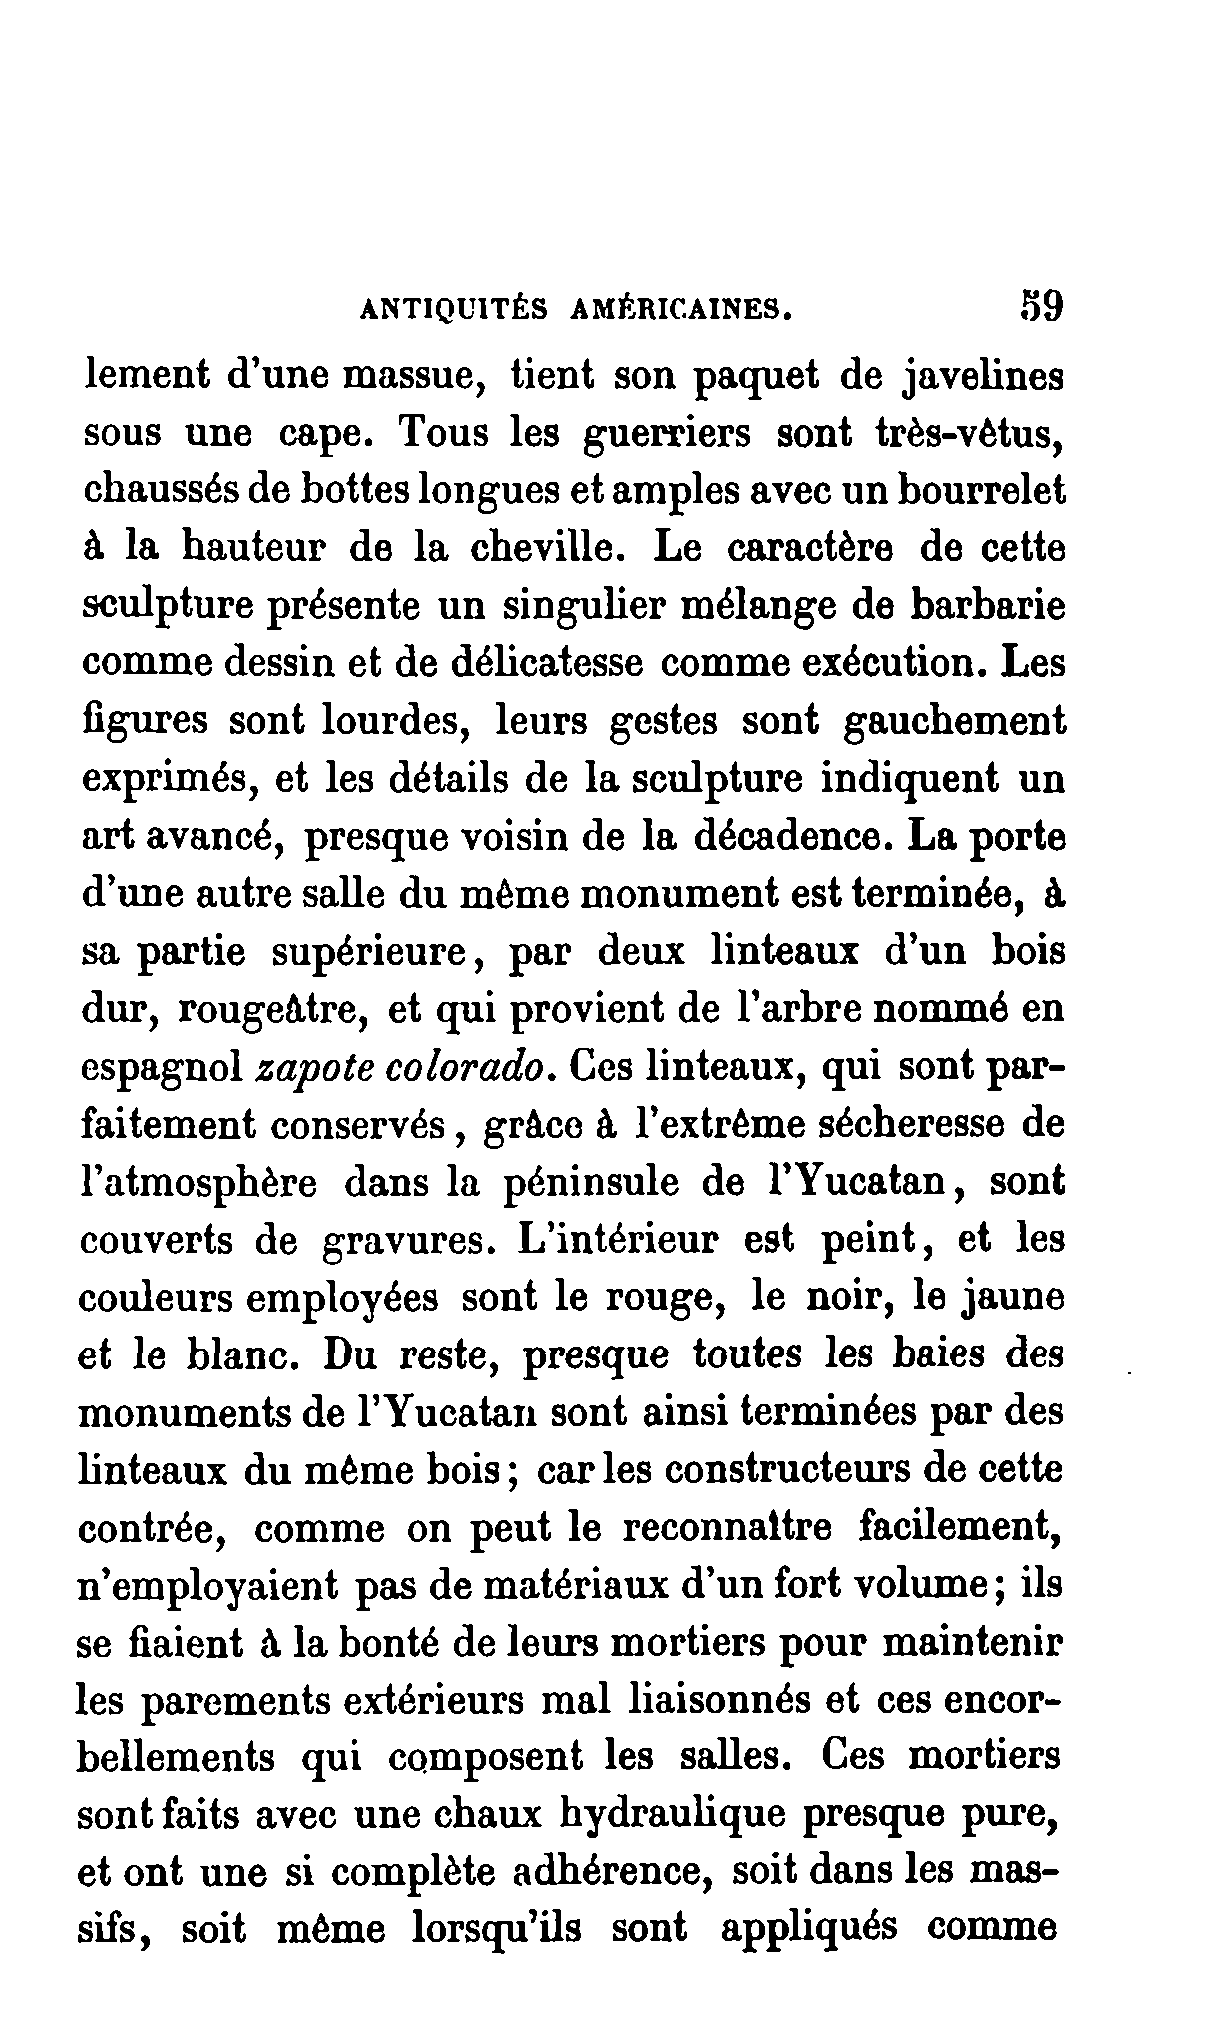 ANTIQUITÉS AMÉRICAINES. 59
lement d'une massue, tient son paquet de javelines
sous une cape. Tous les guerriers sont très-vêtus,
chaussés de bottes longues et amples avec un bourrelet
à la hauteur de la cheville. Le caractère de cette
sculpture présente un singulier mélange de barbarie
comme dessin et de délicatesse comme exécution. Les
figures sont lourdes, leurs gestes sont gauchement
exprimés, et les détails de la sculpture indiquent un
art avancé, presque voisin de la décadence. La porte
d'une autre salle du même monument est terminée, à
sa partie supérieure, par deux linteaux d'un bois
dur, rougeâtre, et qui provient de l'arbre nommé en
espagnol zapote colorado. Ces linteaux, qui sont par-
faitement conservés, grâce à l'extrême sécheresse de
l'atmosphère dans la péninsule de l'Yucatan, sont
couverts de gravures. L'intérieur est peint, et les
couleurs employées sont le rouge, le noir, le jaune
et le blanc. Du reste, presque toutes les baies des
monuments de l'Yucatan sont ainsi terminées par des
linteaux du même bois; car les constructeurs de cette
contrée, comme on peut le reconnaître facilement,
n'employaient pas de matériaux d'un fort volume; ils
se fiaient à la bonté de leurs mortiers pour maintenir
les parements extérieurs mal liaisonnés et ces encor-
bellements qui composent les salles. Ces mortiers
sont faits avec une chaux hydraulique presque pure,
et ont une si complète adhérence, soit dans les mas-
sifs, soit même lorsqu'ils sont appliqués comme